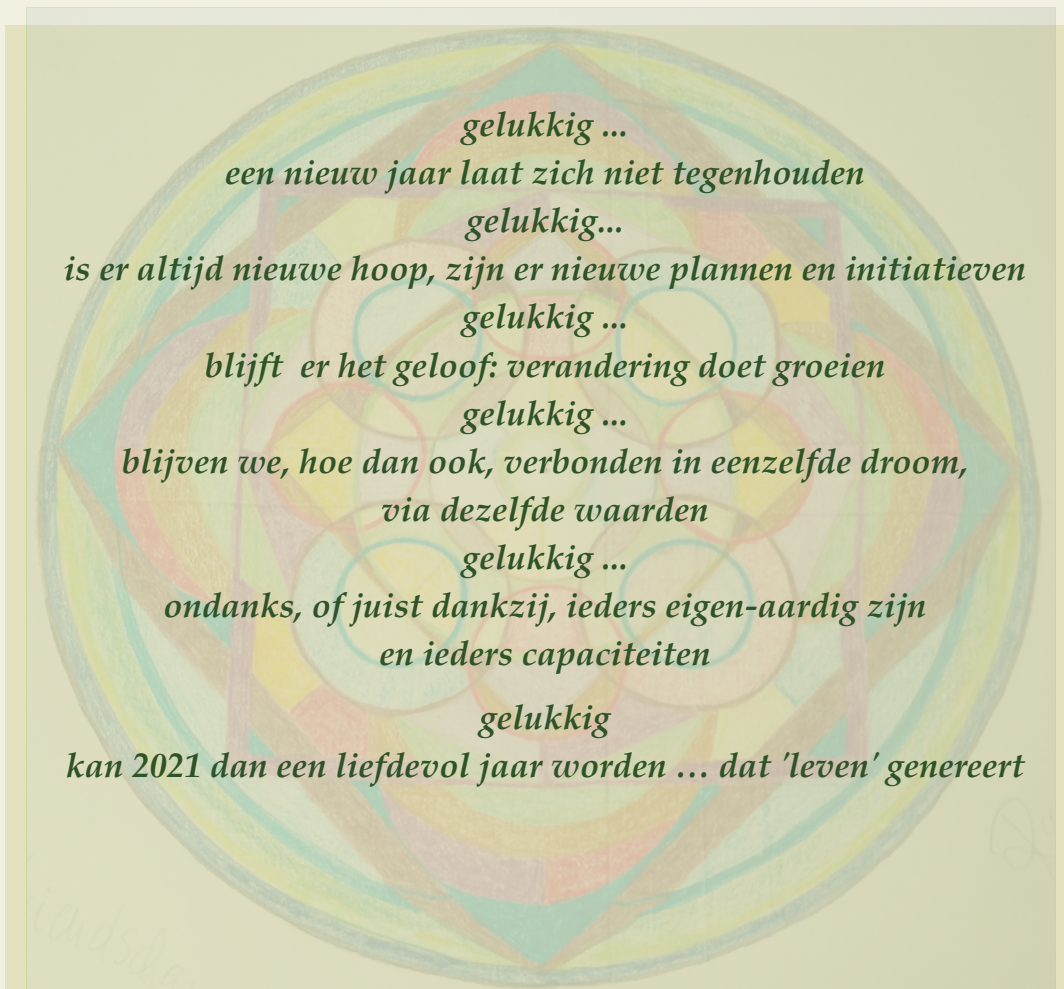 gelukkig ...
een nieuw jaar laat zich niet tegenhouden
gelukkig...
is er altijd nieuwe hoop, zijn er nieuwe plannen en initiatieven
gelukkig ...
blijft er het geloof: verandering doet groeien
gelukkig ...
blijven we, hoe dan ook, verbonden in eenzelfde droom,
via dezelfde waarden
gelukkig ...
ondanks, of juist dankzij, ieders eigen-aardig zijn
en ieders capaciteiten
gelukkig
kan 2021 dan een liefdevol jaar worden ... dat 'leven' genereert